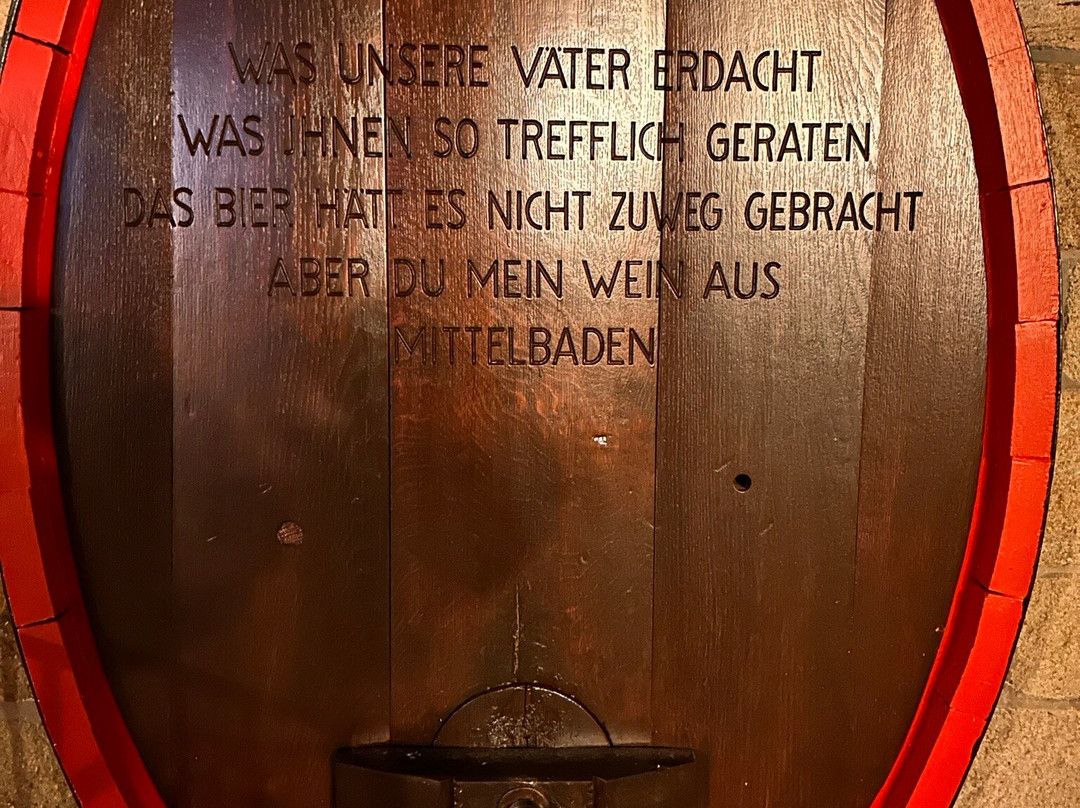 WAS UNSERE VÄTER ERDACHT
WAS JHNEN SO TREFFLICH GERATEN
DAS BIER HÄTT ES NICHT ZUWEG GEBRACHT
ABER DU MEIN WEIN AUS
MITTELBADEN